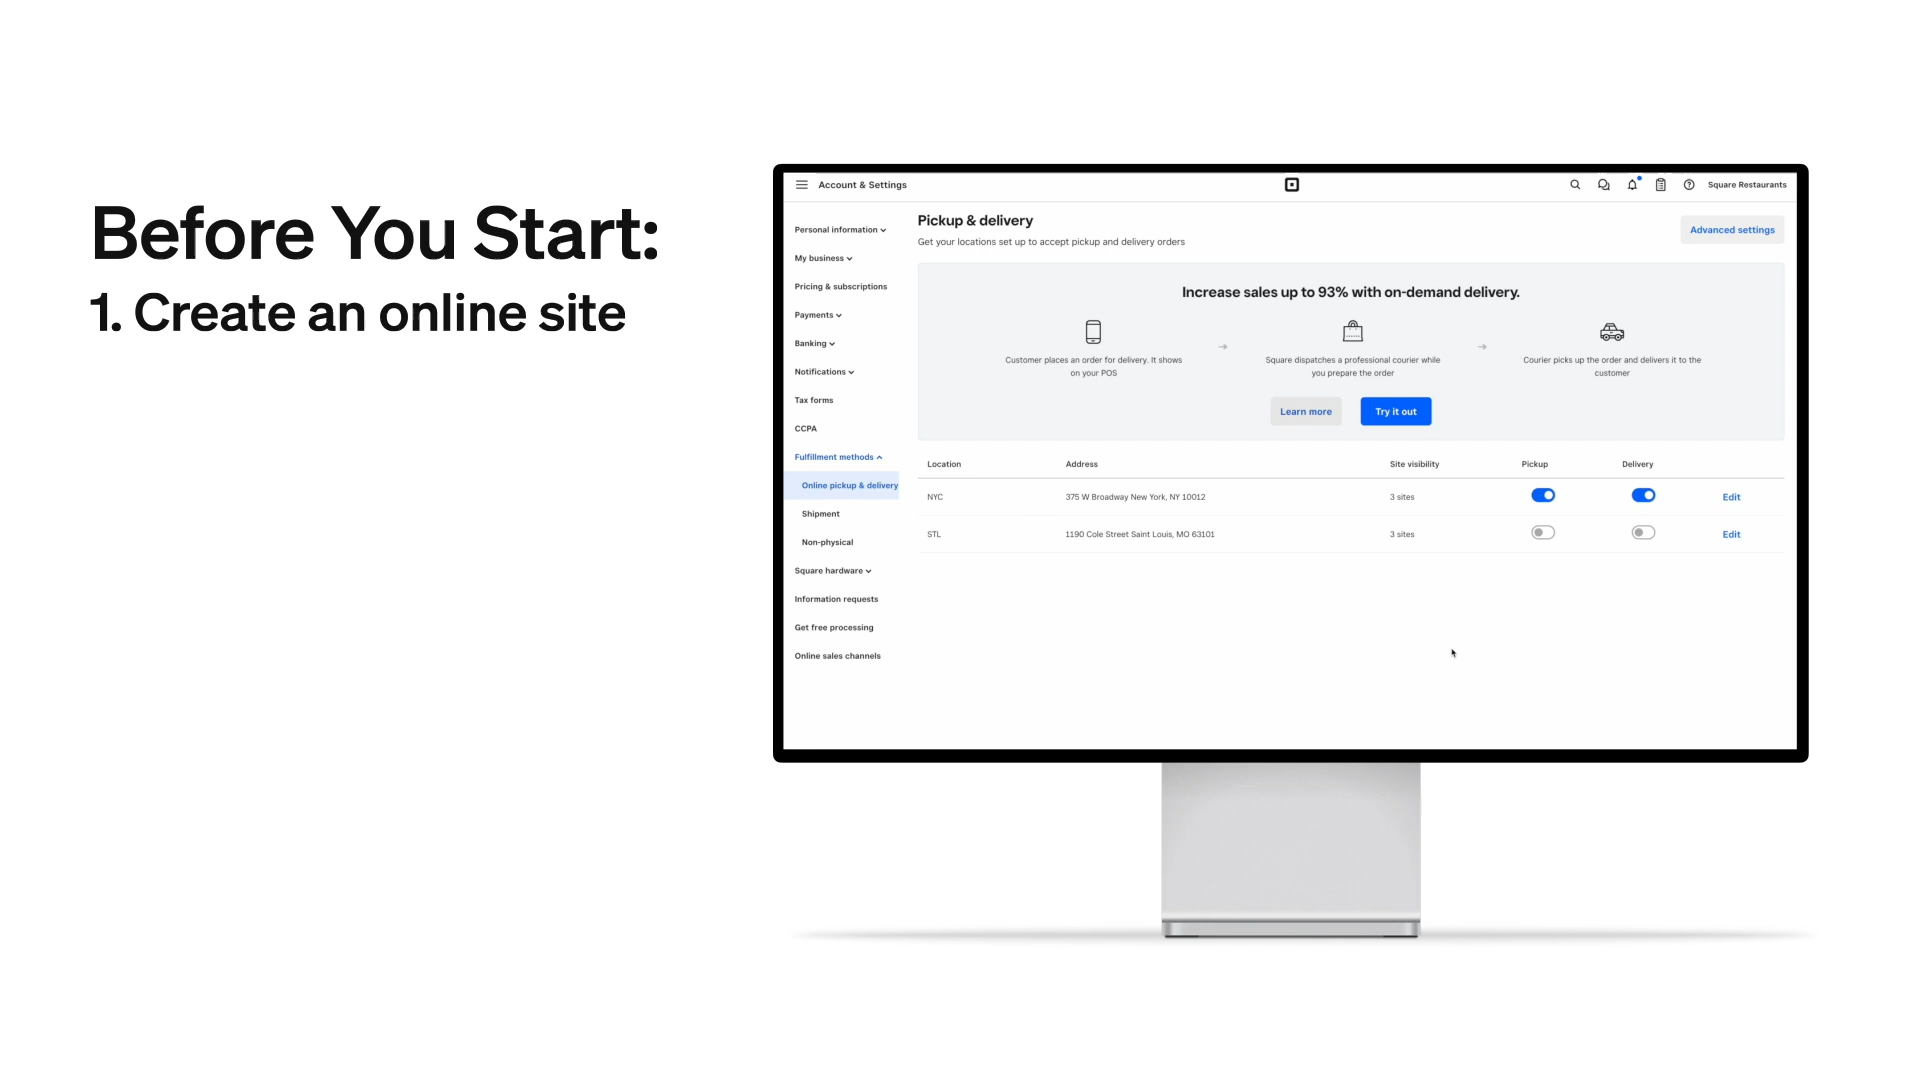 Before You Start:
1. Create an online site
Account & Settings
Square Restaurants
Personal information
My business
Pricing & subscriptions
Payments
Banking
Notifications
Tax forms
CCPA
Fulfillment methods
Online pickup & delivery
Shipment
Non-physical
Square hardware
Information requests
Get free processing
Online sales channels
Pickup & delivery
Get your locations set up to accept pickup and delivery orders
Advanced settings
Increase sales up to 93% with on-demand delivery.
Customer places an order for delivery. It shows
on your POS
Square dispatches a professional courier while
you prepare the order
Courier picks up the order and delivers it to the
customer
Learn more
Try it out
Location Address Site visibility Pickup Delivery
NYC 375 W Broadway New York, NY 10012 3 sites Edit
STL 1190 Cole Street Saint Louis, MO 63101 3 sites Edit